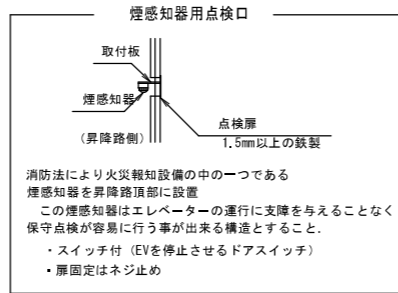 煙感知器用点検口
取付板
煙感知器
(昇降路側)
点検扉
1.5mm以上の鉄製
消防法により火災報知設備の中の一つである
煙感知器を昇降路頂部に設置
この煙感知器はエレベーターの運行に支障を与えることなく
保守点検が容易に行う事が出来る構造とすること.
・スイッチ付（EVを停止させるドアスイッチ）
・扉固定はネジ止め